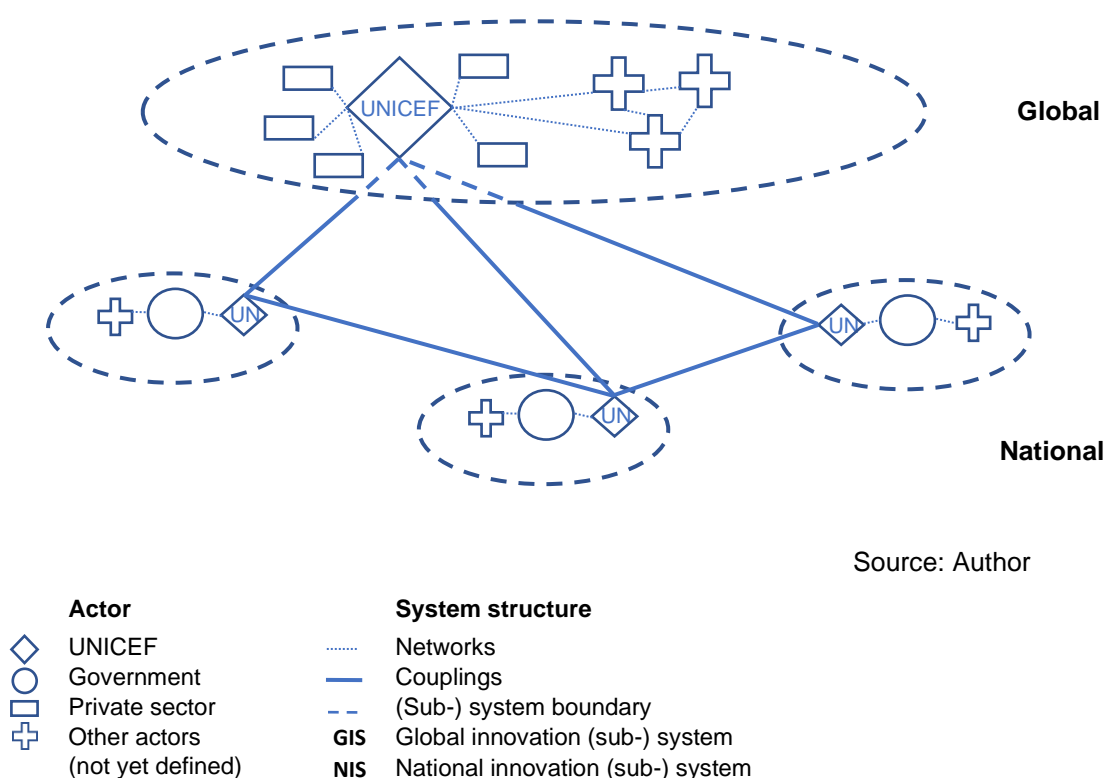 UNICEF
Global
UN
UN
UN
National
Source: Author
Actor
System structure
UNICEF
Networks
Government
Couplings
Private sector
(Sub-) system boundary
Other actors
GIS Global innovation (sub-) system
(not yet defined)
NIS National innovation (sub-) system